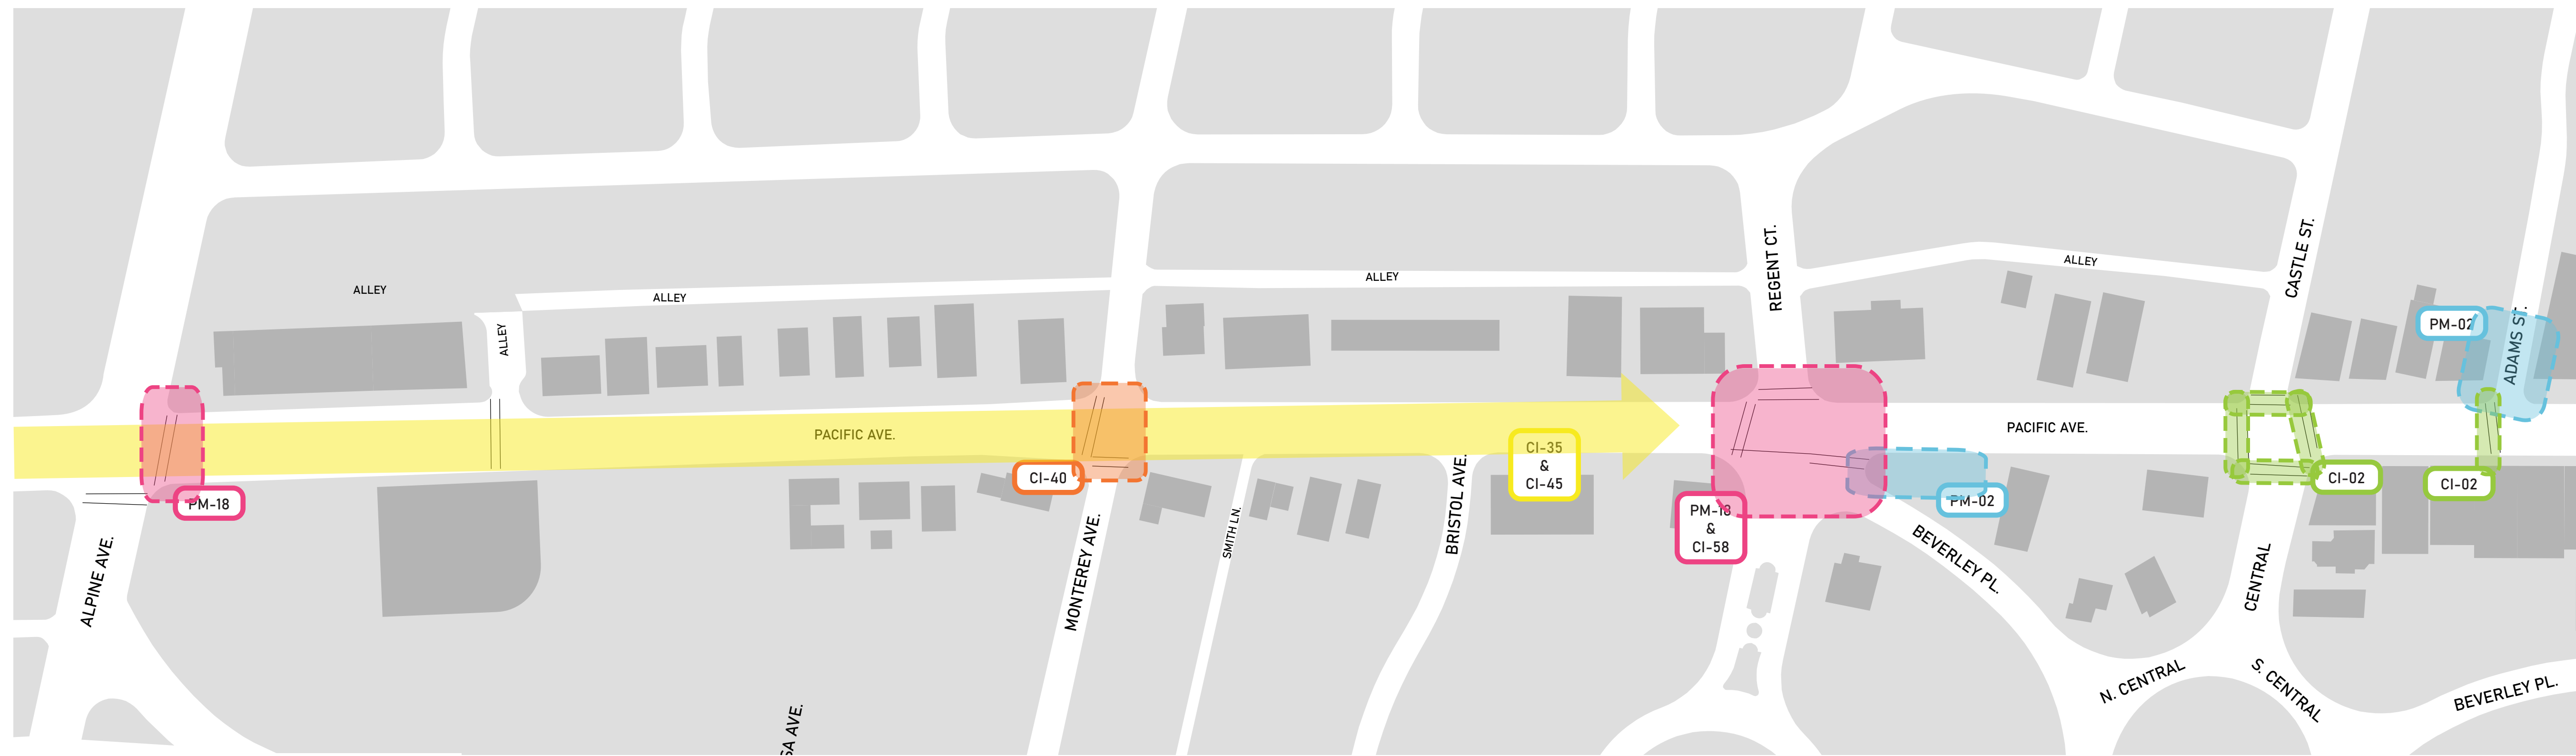 CASTLE ST.
REGENT CT.
ALLEY
ALLEY
ALLEY
ALLEY
ALLEY
PM-02
ADAMS ST.
PACIFIC AVE.
PACIFIC AVE.
CI-35
&
CI-45
CI-40
CI-02
CI-02
PM-18
PM-02
PM-18
&
CI-58
BRISTOL AVE.
SMITH LN.
MONTEREY AVE.
ALPINE AVE.
BEVERLEY PL.
CENTRAL
N. CENTRAL
S. CENTRAL
BEVERLEY PL.
SA AVE.